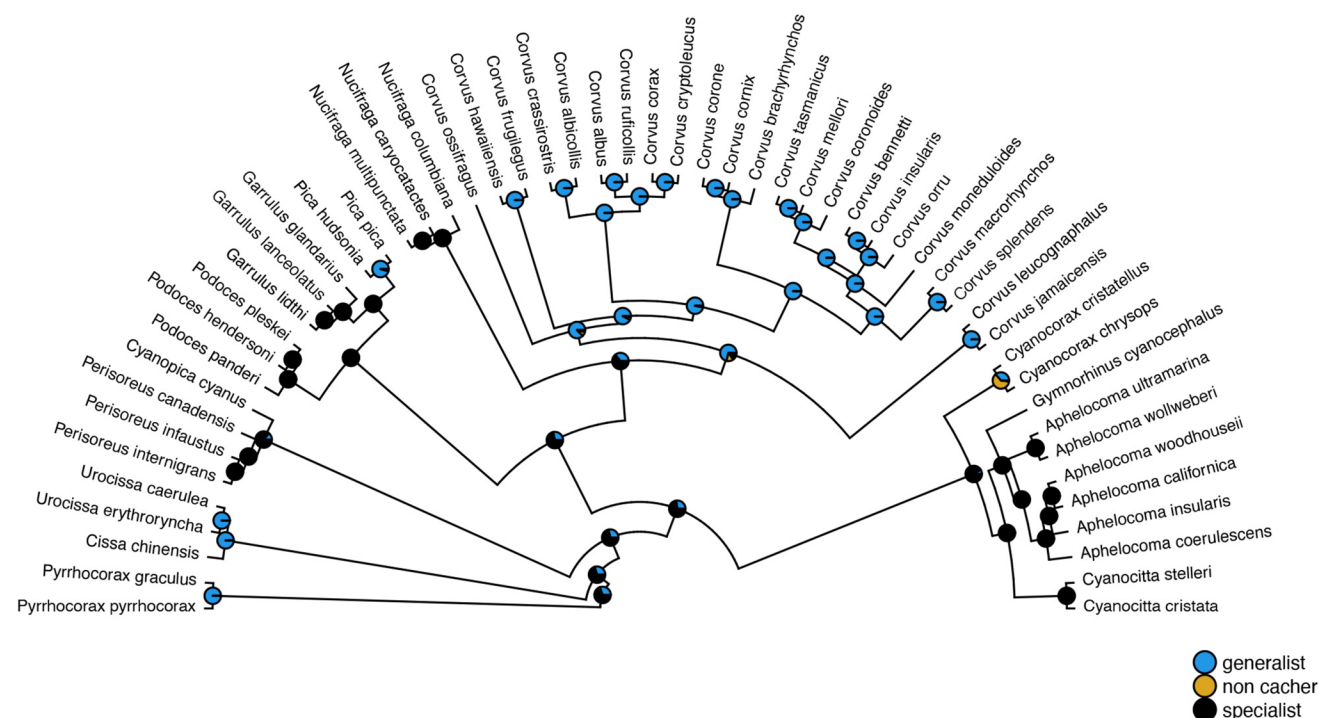 Pyrrhocorax pyrrhocorax
Pyrrhocorax graculus
Cissa chinensis
Urocissa erythroryncha
Urocissa caerulea
Perisoreus internigrans
Perisoreus infaustus
Perisoreus canadensis
Cyanopica cyanus
Podoces panderi
Podoces hendersoni
Podoces pleskei
Garrulus lidthi
Garrulus lanceolatus
Garrulus glandarius
Pica hudsonia
Pica pica
Nucifraga multipunctata
Nucifraga caryocatactes
Nucifraga columbiana
Corvus ossifragus
Corvus hawaiiensis
Corvus frugilegus
Corvus crassirostris
Corvus albicollis
Corvus albus
Corvus ruficollis
Corvus corax
Corvus cryptoleucus
Corvus corone
Corvus cornix
Corvus brachyrhynchos
Corvus tasmanicus
Corvus mellori
Corvus coronoides
Corvus bennetti
Corvus insularis
Corvus orru
Corvus moneduloides
Corvus macrorhynchos
Corvus splendens
Corvus leucognaphalus
Corvus jamaicensis
Cyanocorax cristatellus
Cyanocorax chrysops
Gymnorhinus cyanocephalus
Aphelocoma ultramarina
Aphelocoma wollweberi
Aphelocoma woodhouseii
Aphelocoma californica
Aphelocoma insularis
Aphelocoma coerulescens
Cyanocitta stelleri
Cyanocitta cristata
generalist
non cacher
specialist